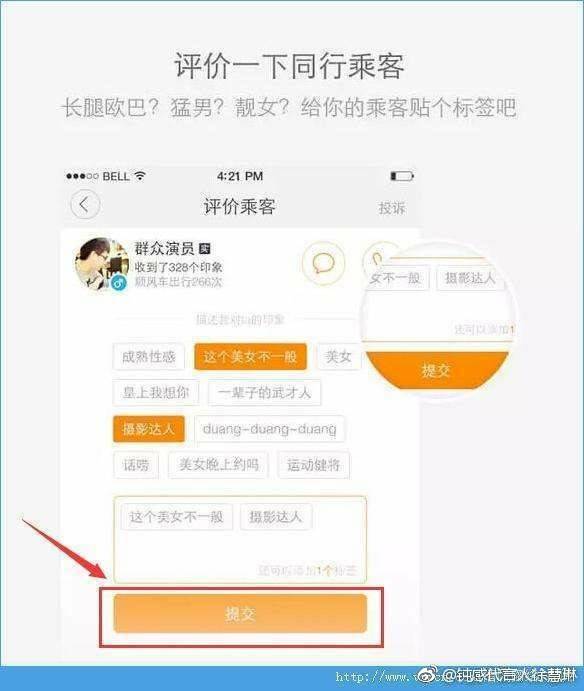 评价一下同行乘客
长腿欧巴？猛男？靓女？给你的乘客贴个标签吧
BELL 4:21 PM
评价乘客 投诉
群众演员
收到了328个印象
顺风车出行266次
描述我对ta的印象
成熟性感 这个美女不一般 美女
皇上我想你 一辈子的武才人
摄影达人 duang~duang~duang
话唠 美女晚上约吗 运动健将
这个美女不一般 摄影达人
还可以添加1个标签
提交
女不一般 摄影达人
还可以添加1
提交
@钝感代言人徐慧琳